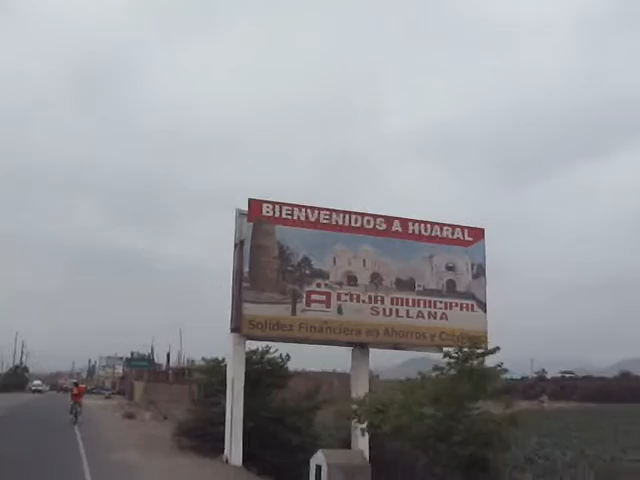 BIENVENIDOS A HUARAL
CAJA MUNICIPAL
SULLANA
Solidez Financiera en Ahorros y Créditos